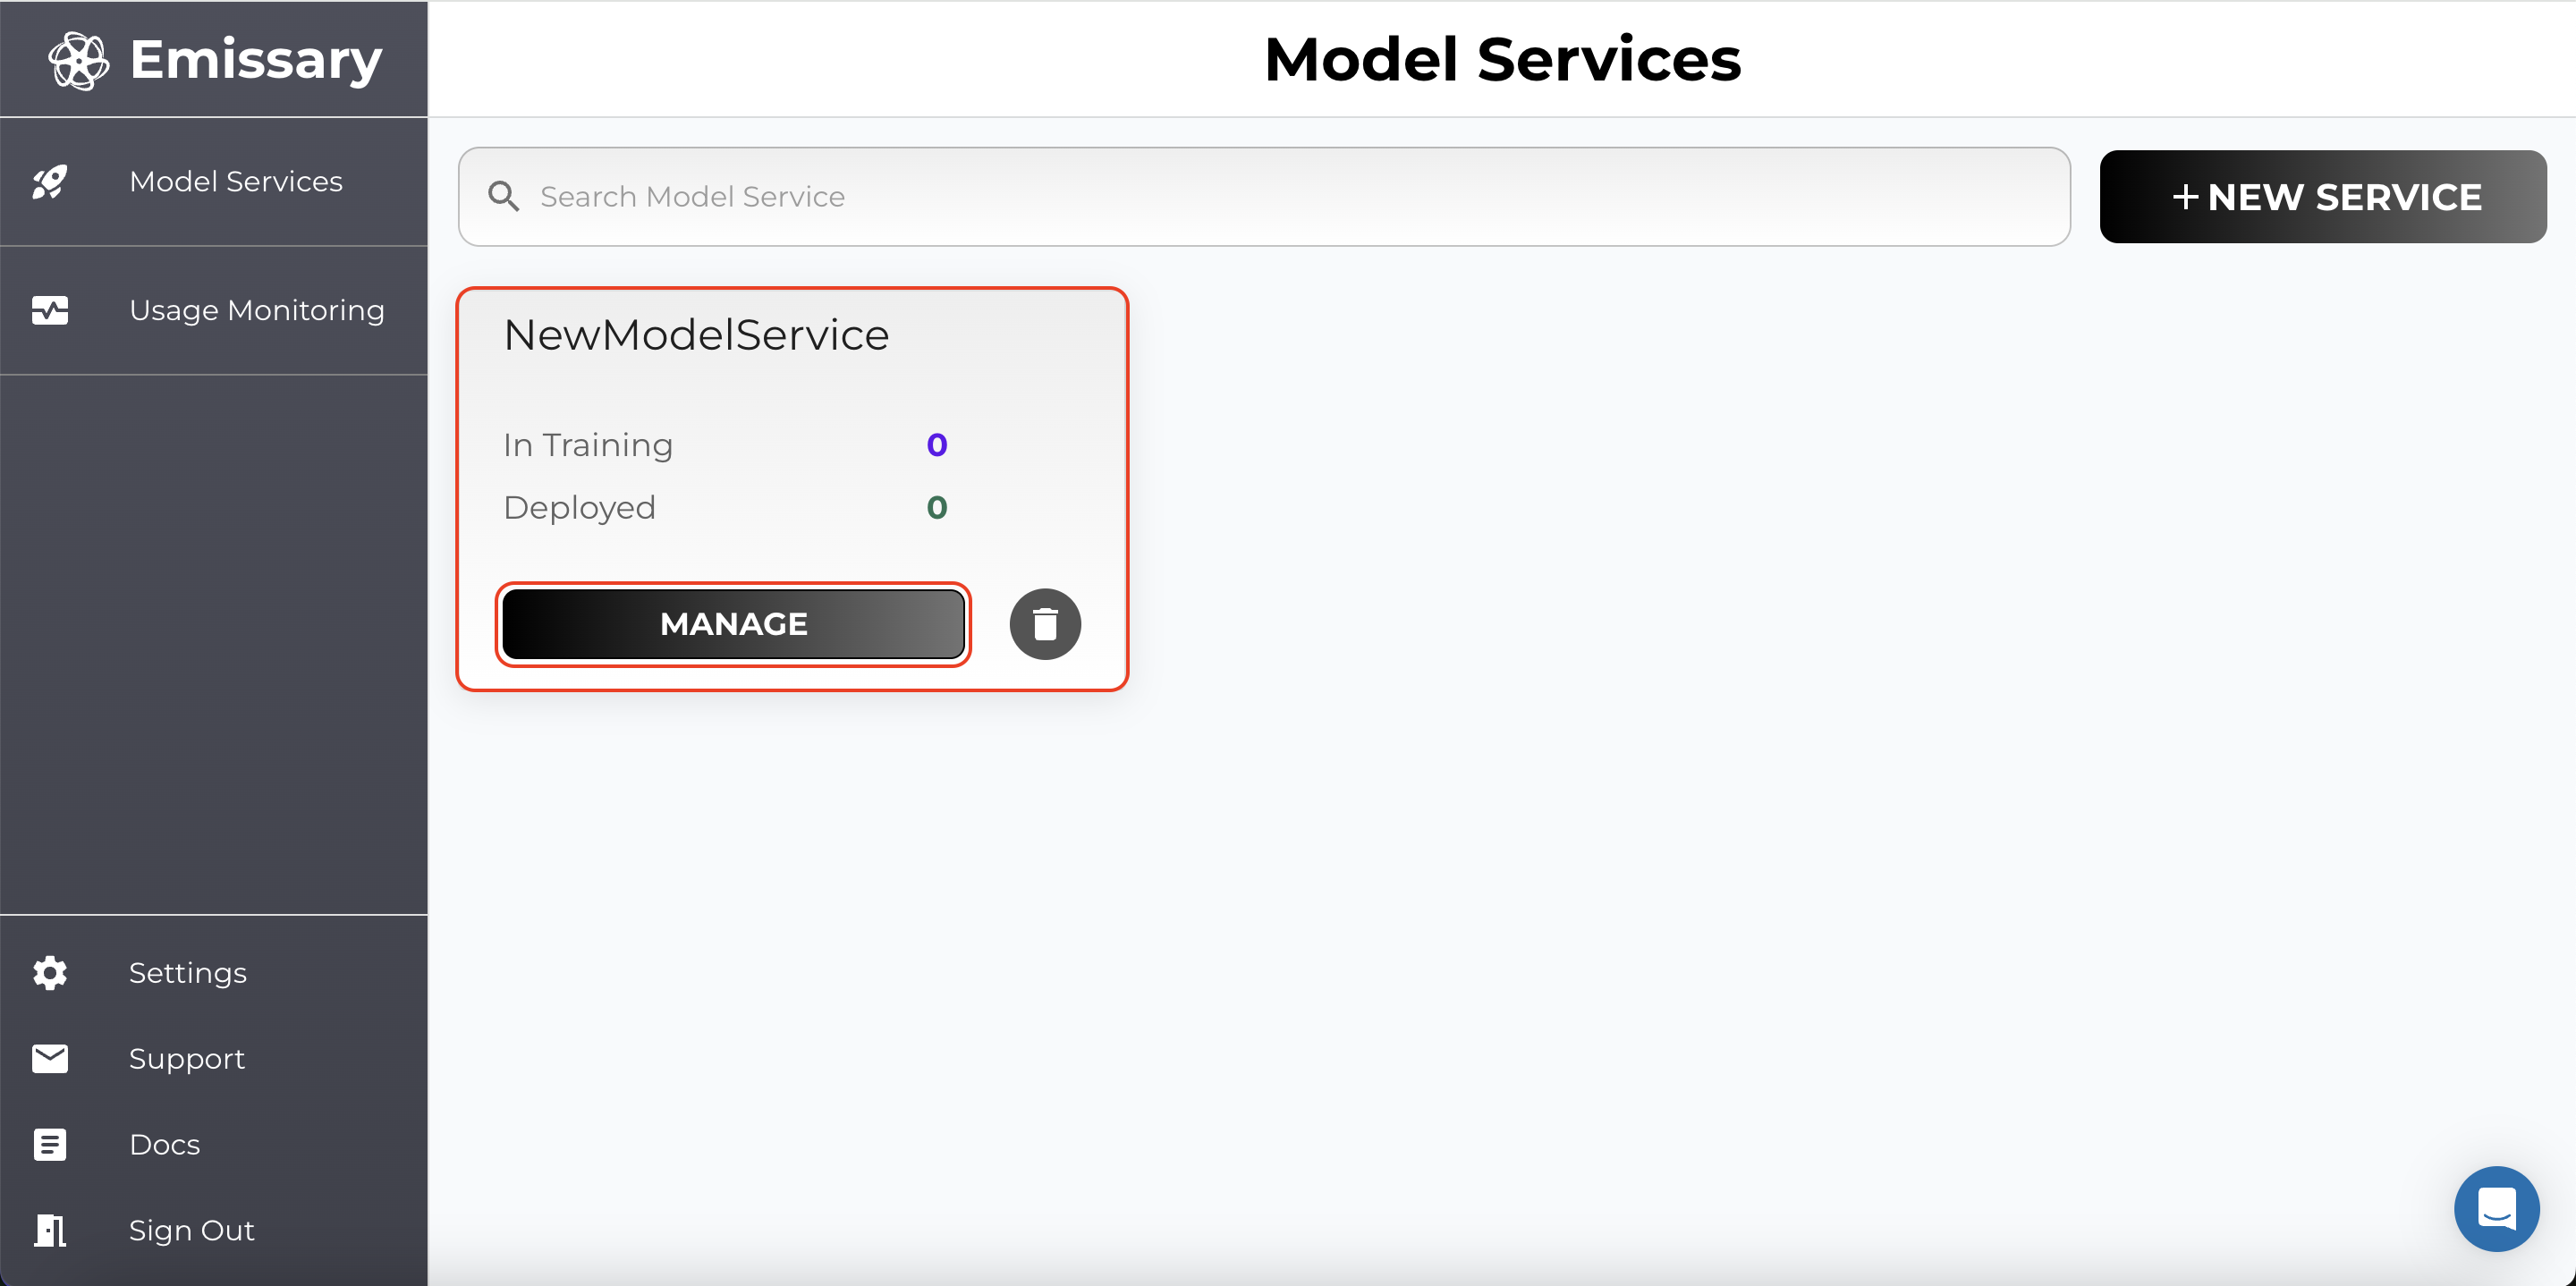 Emissary
Model Services
Usage Monitoring
Settings
Support
Docs
Sign Out
Model Services
Search Model Service
+ NEW SERVICE
NewModelService
In Training 0
Deployed 0
MANAGE